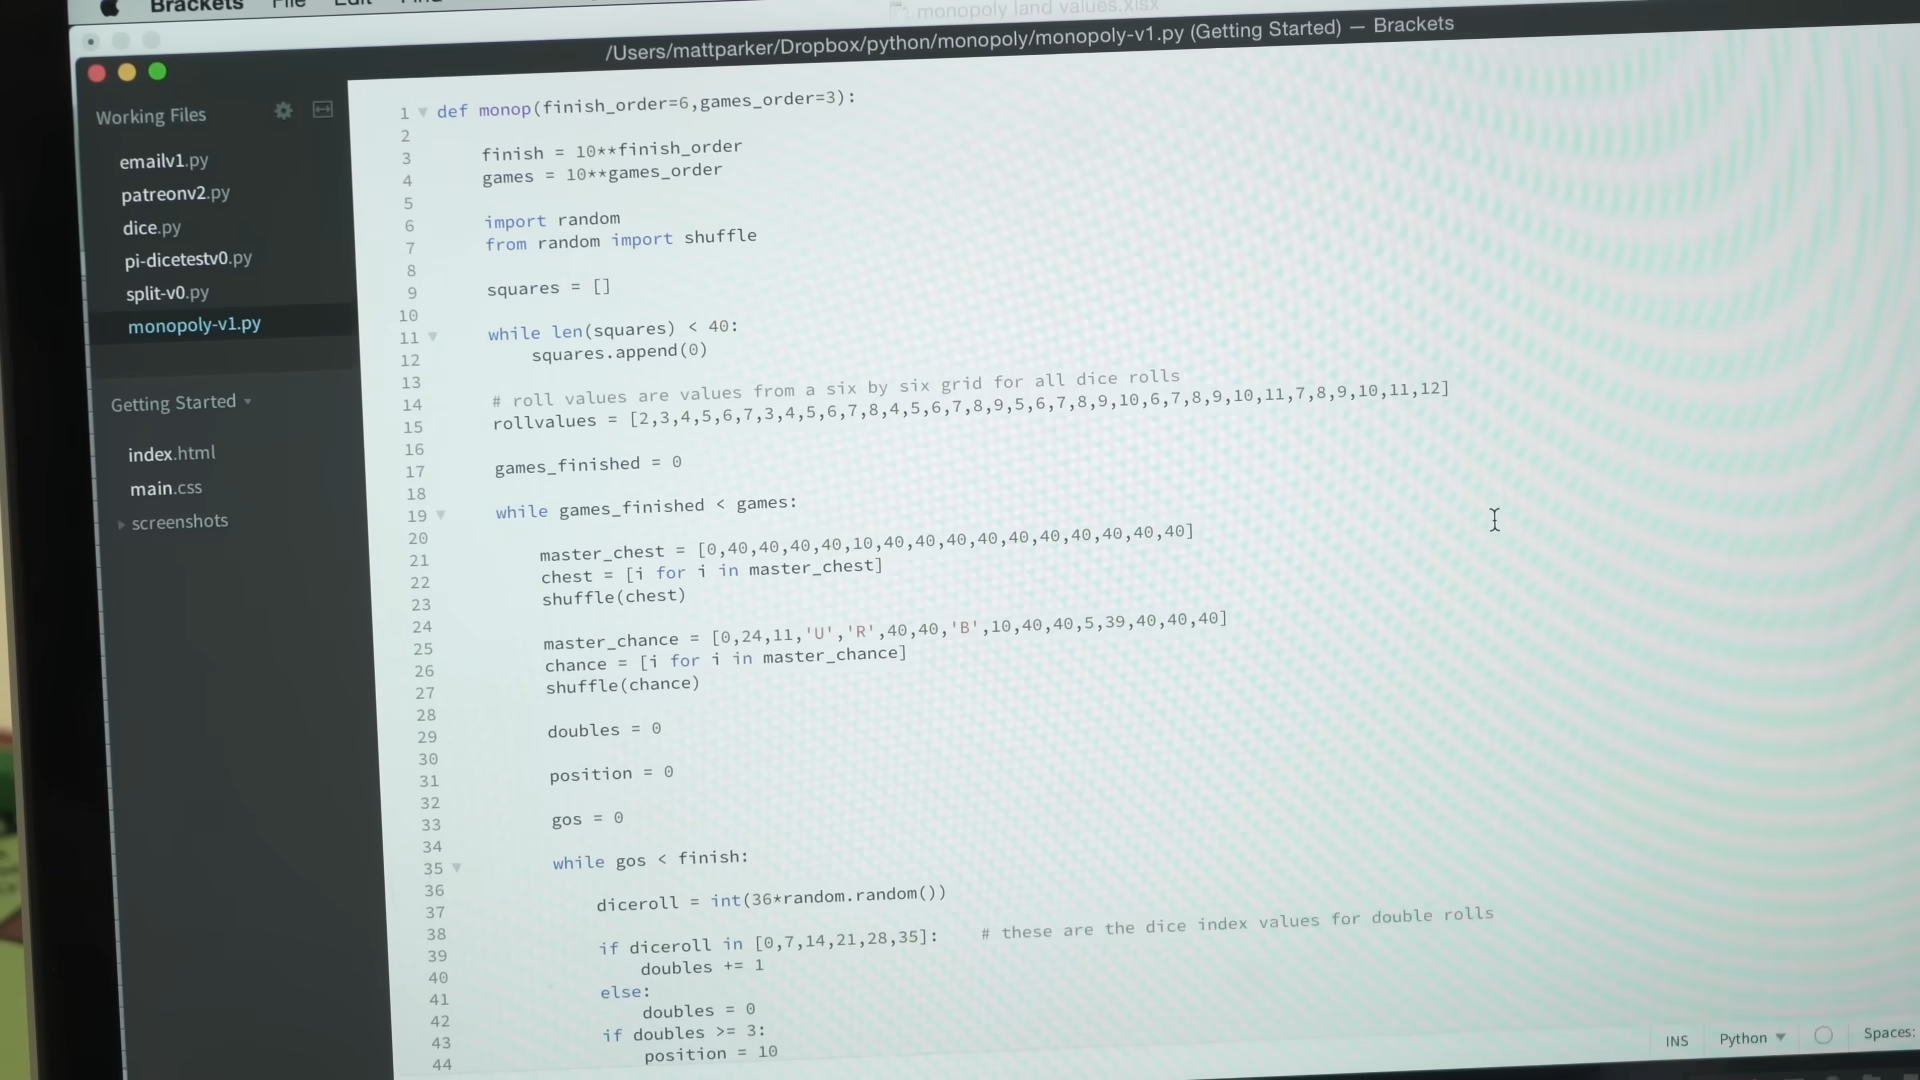 Brackets File Edit
monopoly land values.xlsx
/Users/mattparker/Dropbox/python/monopoly/monopoly-v1.py (Getting Started) — Brackets
Working Files
emailv1.py
patreonv2.py
dice.py
pi-dicetestv0.py
split-v0.py
monopoly-v1.py
Getting Started
index.html
main.css
screenshots
1 def monop(finish_order=6,games_order=3):
2
3 finish = 10**finish_order
4 games = 10**games_order
5
6 import random
7 from random import shuffle
8
9 squares = []
10
11 while len(squares) < 40:
12 squares.append(0)
13
14 # roll values are values from a six by six grid for all dice rolls
15 rollvalues = [2,3,4,5,6,7,3,4,5,6,7,8,4,5,6,7,8,9,5,6,7,8,9,10,6,7,8,9,10,11,7,8,9,10,11,12]
16
17 games_finished = 0
18
19 while games_finished < games:
20
21 master_chest = [0,40,40,40,40,10,40,40,40,40,40,40,40,40,40,40]
22 chest = [i for i in master_chest]
23 shuffle(chest)
24
25 master_chance = [0,24,11,'U','R',40,40,'B',10,40,40,5,39,40,40,40]
26 chance = [i for i in master_chance]
27 shuffle(chance)
28
29 doubles = 0
30
31 position = 0
32
33 gos = 0
34
35 while gos < finish:
36
37 diceroll = int(36*random.random())
38
39 if diceroll in [0,7,14,21,28,35]: # these are the dice index values for double rolls
40 doubles += 1
41 else:
42 doubles = 0
43 if doubles >= 3:
44 position = 10
INS Python Spaces: